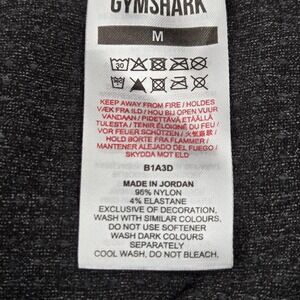 GYMSHARK
M
30
KEEP AWAY FROM FIRE / HOLDES
VÆK FRA ILD / HOU BIJ OPEN VUUR
VANDAAN / PIDETTÄVÄ ETÄÄLLÄ
TULESTA / TENIR ÉLOIGNÉ DU FEU /
VOR FEUER SCHÜTZEN / 火気厳禁 /
HOLD BORTE FRA FLAMMER /
MANTENER ALEJADO DEL FUEGO /
SKYDDA MOT ELD
B1A3D
MADE IN JORDAN
96% NYLON
4% ELASTANE
EXCLUSIVE OF DECORATION.
WASH WITH SIMILAR COLOURS.
DO NOT USE SOFTENER
WASH DARK COLOURS
SEPARATELY
COOL WASH, DO NOT BLEACH.